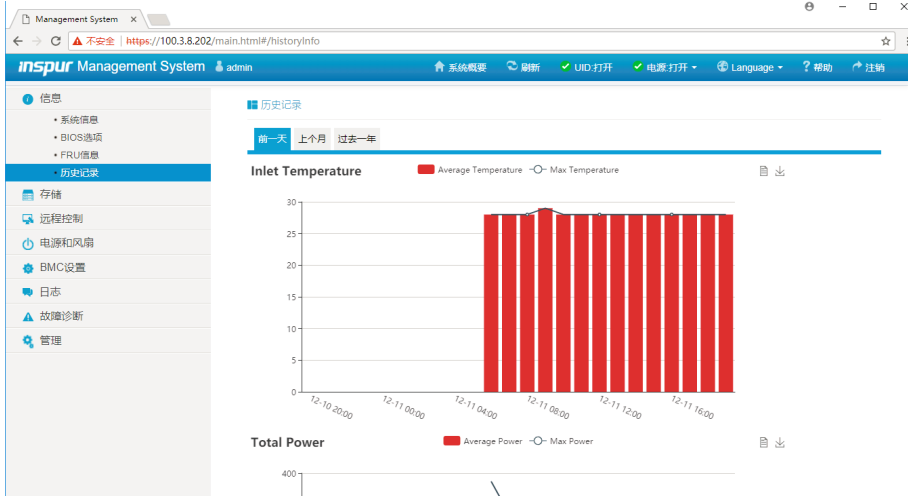 Management System
不安全 | https://100.3.8.202/main.html#/historyInfo
inspur Management System admin 系统概要 刷新 UID:打开 电源:打开 Language 帮助 注销
信息
• 系统信息
• BIOS选项
• FRU信息
• 历史记录
存储
远程控制
电源和风扇
BMC设置
日志
故障诊断
管理
历史记录
前一天 上个月 过去一年
Inlet Temperature Average Temperature Max Temperature
30
25
20
15
10
5
0
12-10 20:00 12-11 00:00 12-11 04:00 12-11 08:00 12-11 12:00 12-11 16:00
Total Power Average Power Max Power
400